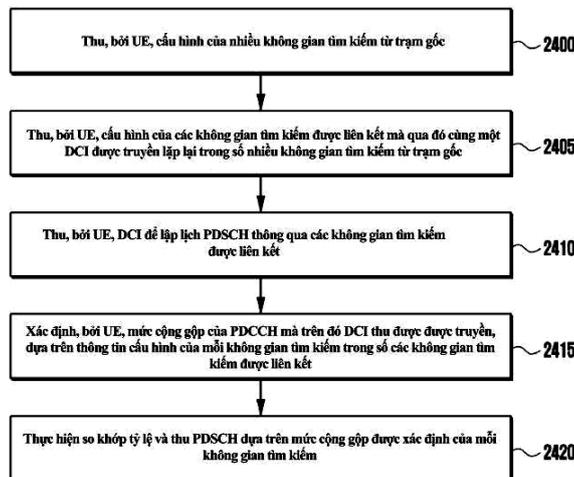 Thu, bởi UE, cấu hình của nhiều không gian tìm kiếm từ trạm gốc
2400
Thu, bởi UE, cấu hình của các không gian tìm kiếm được liên kết mà qua đó cùng một
DCI được truyền lặp lại trong số nhiều không gian tìm kiếm từ trạm gốc
2405
Thu, bởi UE, DCI để lập lịch PDSCH thông qua các không gian tìm kiếm
được liên kết
2410
Xác định, bởi UE, mức cộng gộp của PDCCH mà trên đó DCI thu được được truyền,
dựa trên thông tin cấu hình của mỗi không gian tìm kiếm trong số các không gian tìm
kiếm được liên kết
2415
Thực hiện so khớp tỷ lệ và thu PDSCH dựa trên mức cộng gộp được xác định của mỗi
không gian tìm kiếm
2420